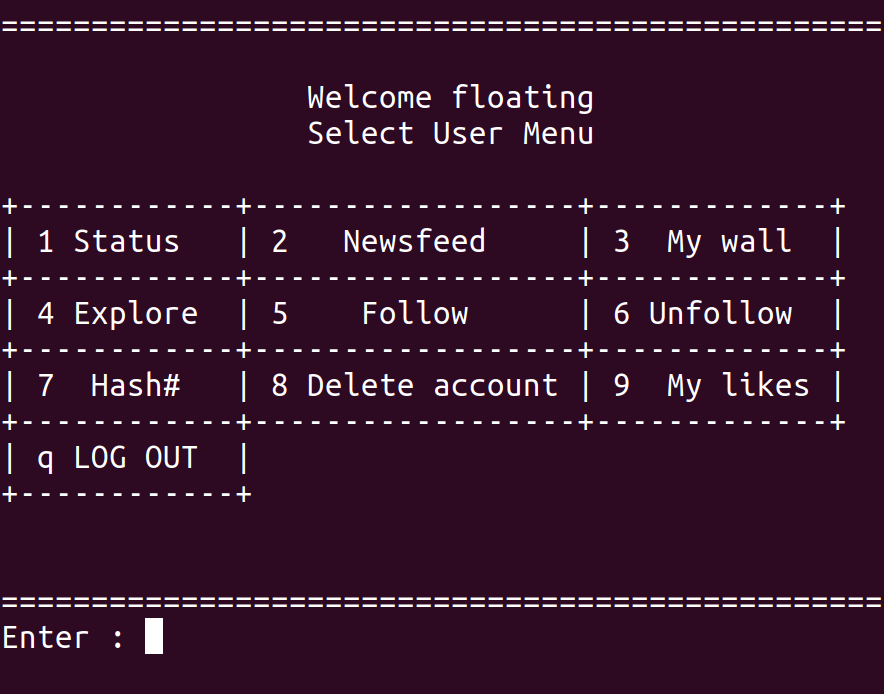 =================================================
Welcome floating
Select User Menu
+------------+------------------+-------------+
| 1 Status   | 2   Newsfeed     | 3  My wall  |
+------------+------------------+-------------+
| 4 Explore  | 5    Follow      | 6 Unfollow  |
+------------+------------------+-------------+
| 7  Hash#   | 8 Delete account | 9  My likes |
+------------+------------------+-------------+
| q LOG OUT  |
+------------+
=================================================
Enter :